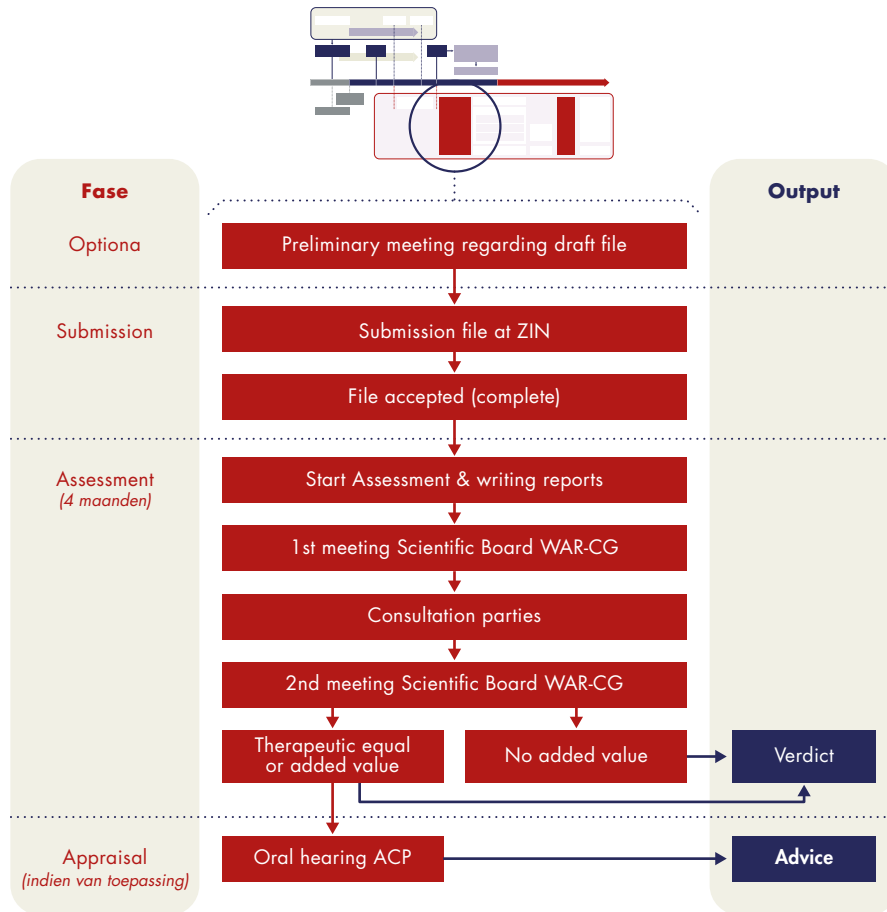 Fase
Output
Optiona
Preliminary meeting regarding draft file
Submission
Submission file at ZIN
File accepted (complete)
Assessment
(4 maanden)
Start Assessment & writing reports
1st meeting Scientific Board WAR-CG
Consultation parties
2nd meeting Scientific Board WAR-CG
Therapeutic equal
or added value
No added value
Verdict
Appraisal
(indien van toepassing)
Oral hearing ACP
Advice